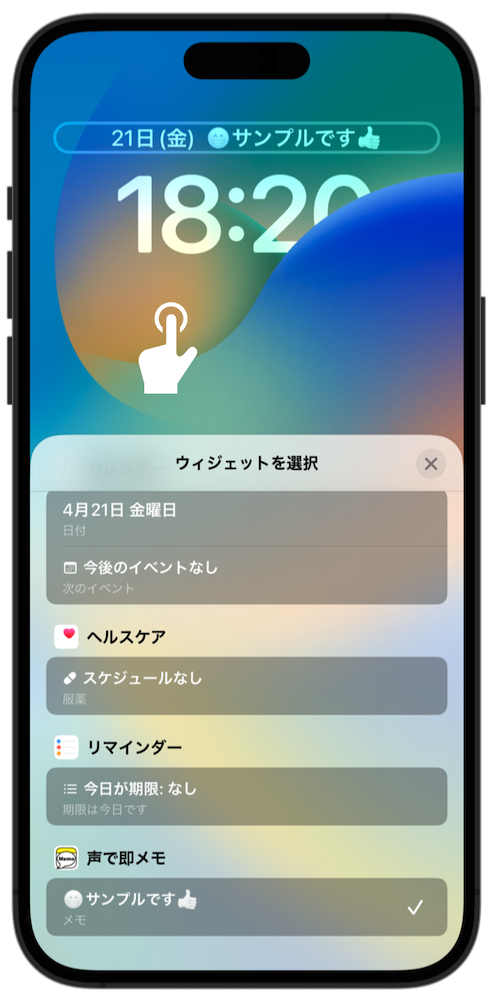 21日 (金) 😁サンプルです👍
18:20
カレンダー
ウィジェットを選択
4月21日 金曜日
日付
今後のイベントなし
次のイベント
ヘルスケア
スケジュールなし
服薬
リマインダー
今日が期限: なし
期限は今日です
Memo
声で即メモ
😁サンプルです👍
メモ